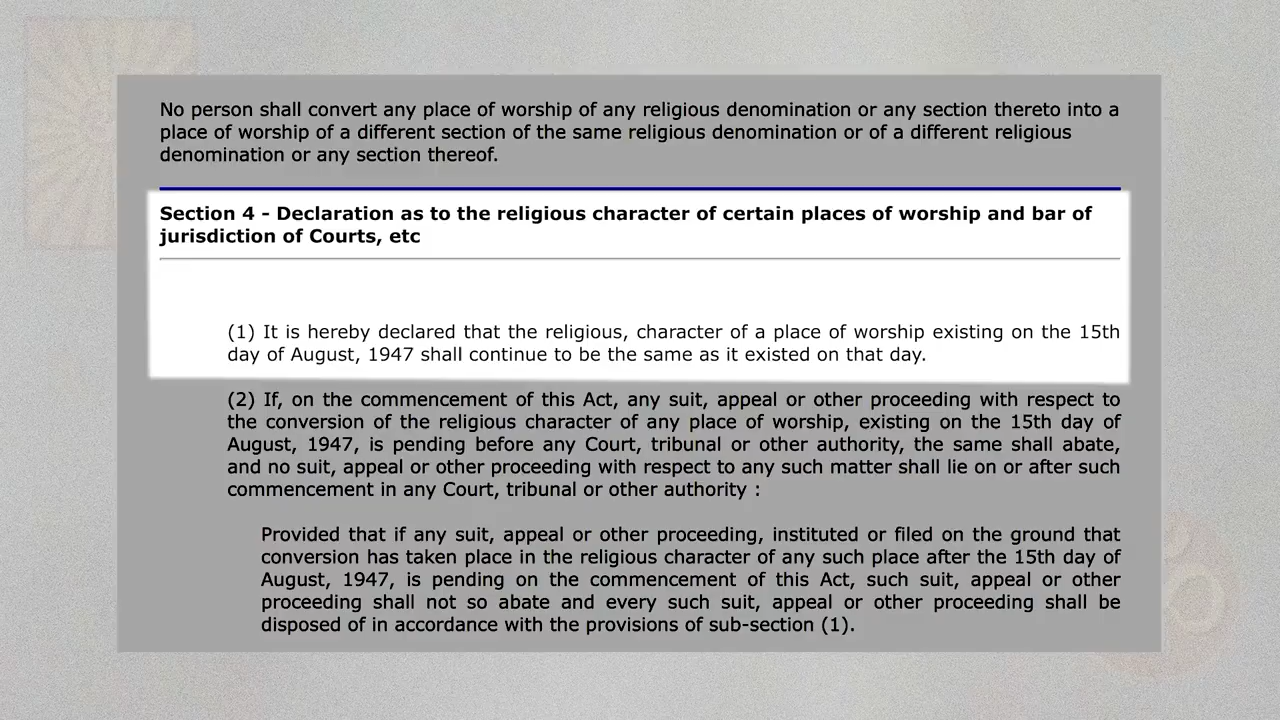 No person shall convert any place of worship of any religious denomination or any section thereto into a
place of worship of a different section of the same religious denomination or of a different religious
denomination or any section thereof.
Section 4 - Declaration as to the religious character of certain places of worship and bar of
jurisdiction of Courts, etc
(1) It is hereby declared that the religious, character of a place of worship existing on the 15th
day of August, 1947 shall continue to be the same as it existed on that day.
(2) If, on the commencement of this Act, any suit, appeal or other proceeding with respect to
the conversion of the religious character of any place of worship, existing on the 15th day of
August, 1947, is pending before any Court, tribunal or other authority, the same shall abate,
and no suit, appeal or other proceeding with respect to any such matter shall lie on or after such
commencement in any Court, tribunal or other authority :
Provided that if any suit, appeal or other proceeding, instituted or filed on the ground that
conversion has taken place in the religious character of any such place after the 15th day of
August, 1947, is pending on the commencement of this Act, such suit, appeal or other
proceeding shall not so abate and every such suit, appeal or other proceeding shall be
disposed of in accordance with the provisions of sub-section (1).